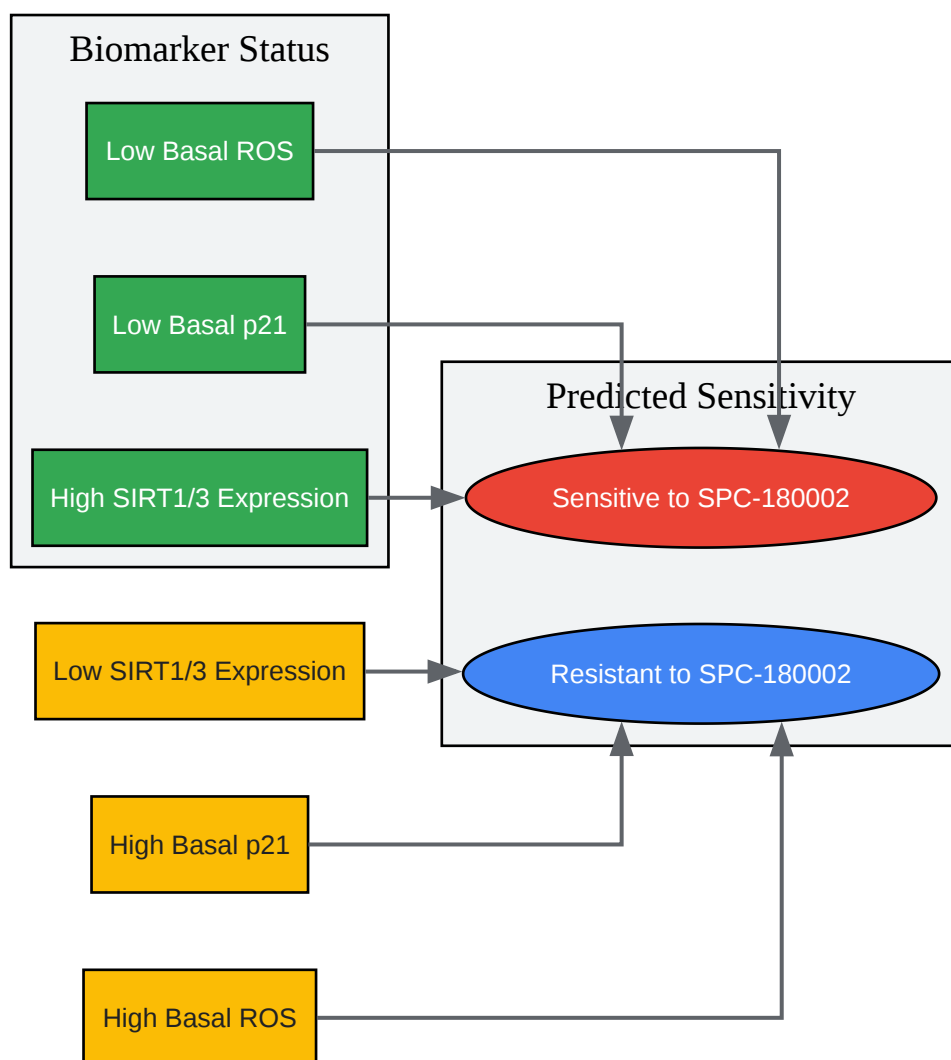 Biomarker Status
Low Basal ROS
Low Basal p21
Predicted Sensitivity
High SIRT1/3 Expression
Sensitive to SPC-180002
Low SIRT1/3 Expression
Resistant to SPC-180002
High Basal p21
High Basal ROS